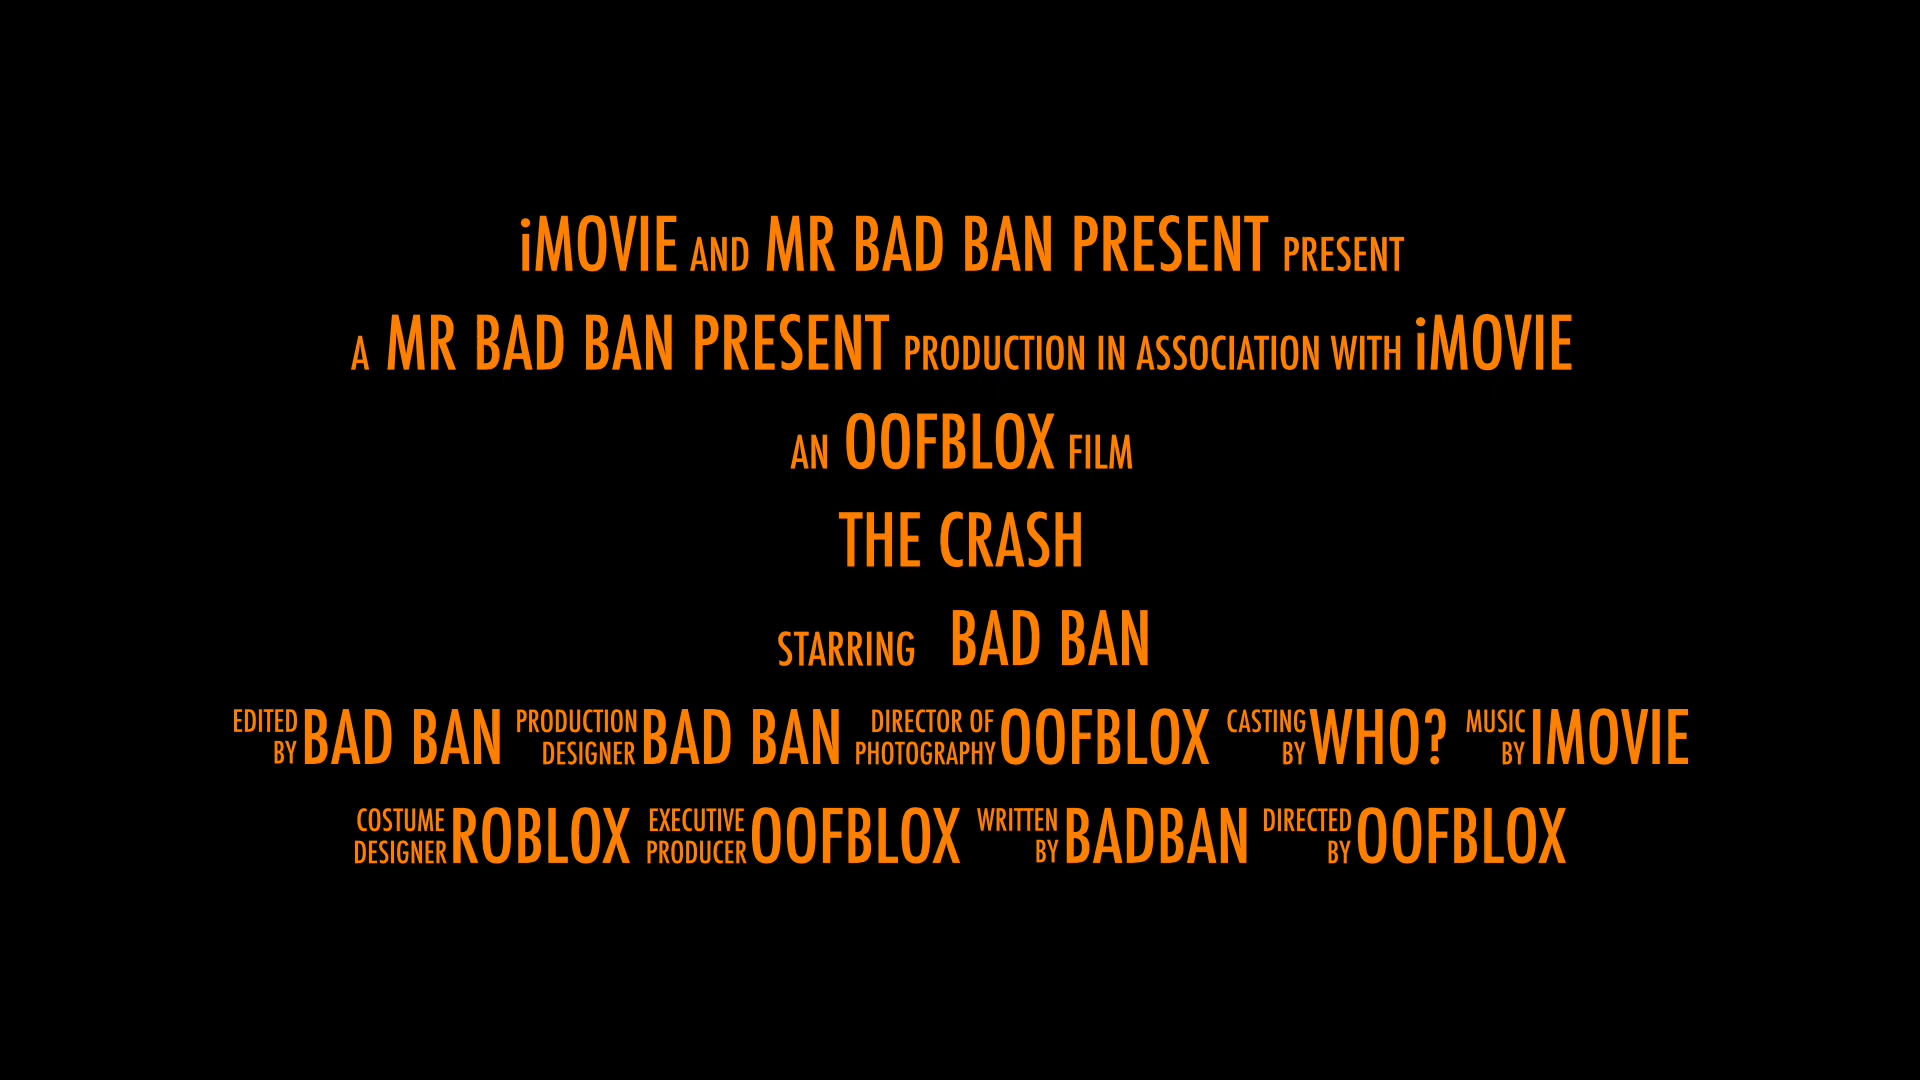 iMOVIE AND MR BAD BAN PRESENT PRESENT
A MR BAD BAN PRESENT PRODUCTION IN ASSOCIATION WITH iMOVIE
AN OOFBLOX FILM
THE CRASH
STARRING BAD BAN
EDITED BY BAD BAN PRODUCTION DESIGNER BAD BAN DIRECTOR OF PHOTOGRAPHY OOFBLOX CASTING BY WHO? MUSIC BY IMOVIE
COSTUME DESIGNER ROBLOX EXECUTIVE PRODUCER OOFBLOX WRITTEN BY BADBAN DIRECTED BY OOFBLOX